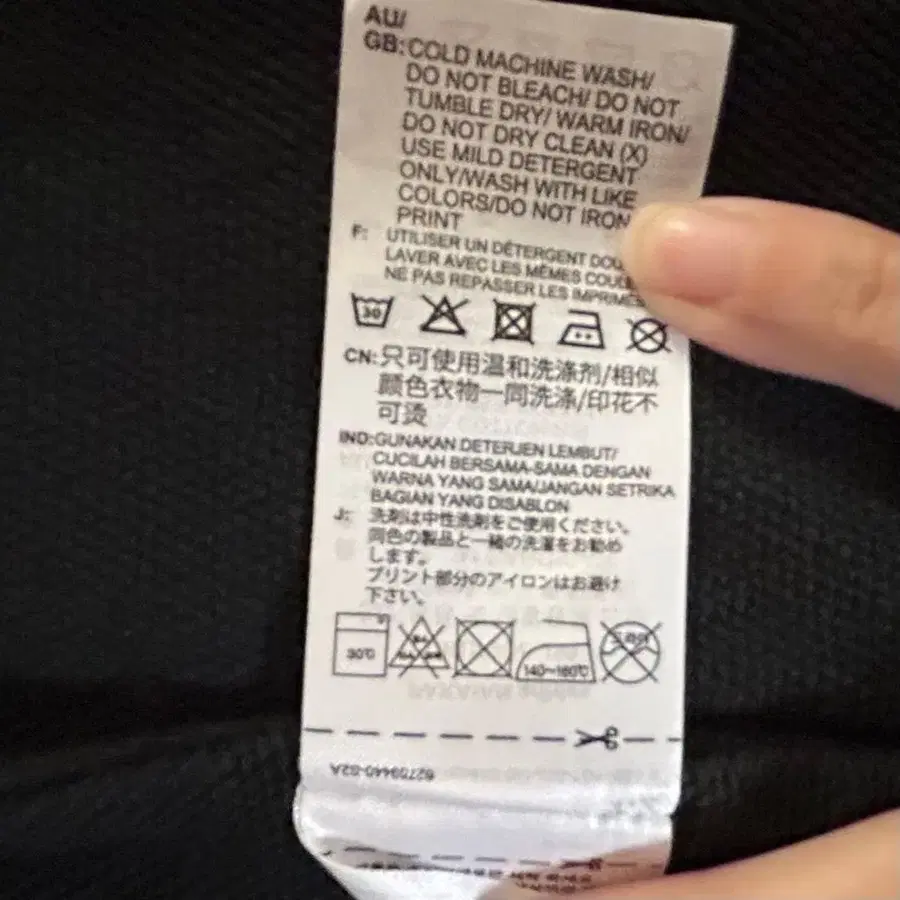 AU/
GB: COLD MACHINE WASH/
DO NOT BLEACH/ DO NOT
TUMBLE DRY/ WARM IRON/
DO NOT DRY CLEAN (X)
USE MILD DETERGENT
ONLY/WASH WITH LIKE
COLORS/DO NOT IRON
PRINT
F: UTILISER UN DÉTERGENT
LAVER AVEC LES MÊMES
NE PAS REPASSER LES IMPRIMÉS
30
CN: 只可使用温和洗涤剂/相似
颜色衣物一同洗涤/印花不
可烫
IND: GUNAKAN DETERJEN LEMBUT/
CUCILAH BERSAMA-SAMA DENGAN
WARNA YANG SAMA/JANGAN SETRIKA
BAGIAN YANG DISABLON
J: 洗剤は中性洗剤をご使用ください。
同色の製品と一緒の洗濯をお勧め
します。
プリント部分のアイロンはお避け
下さい。
30℃ 140~160℃ 드라이